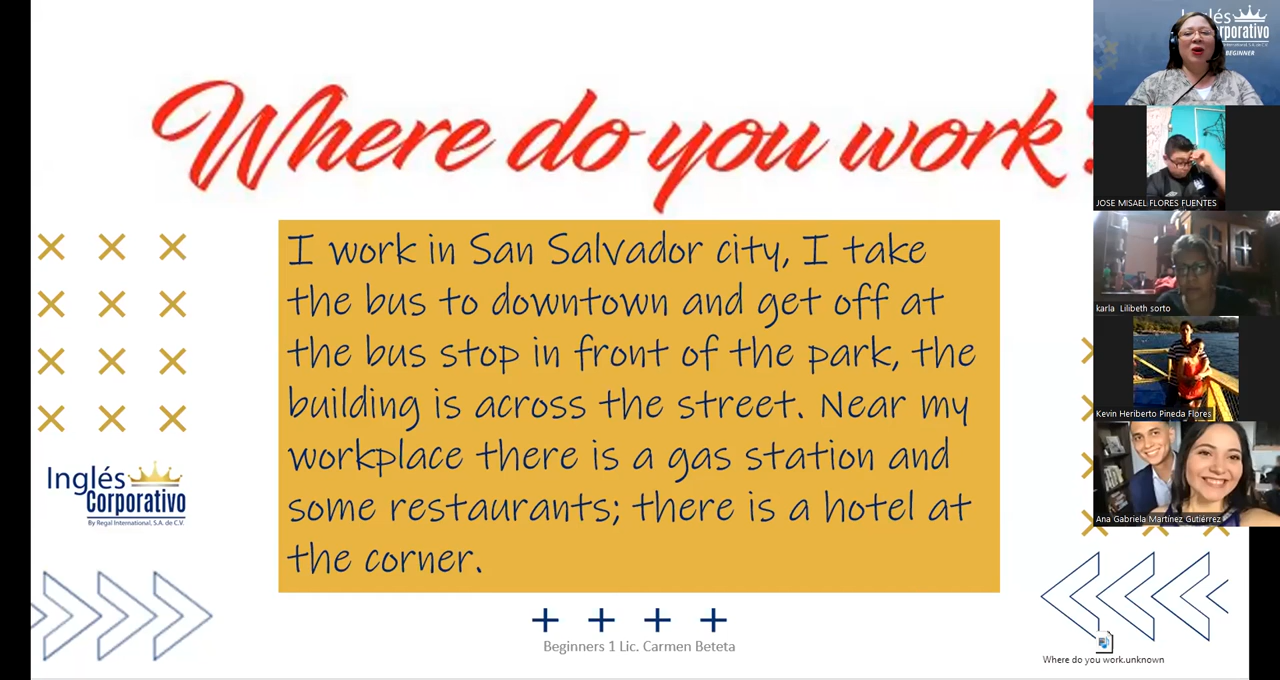 Where do you work ?
I work in San Salvador city, I take
the bus to downtown and get off at
the bus stop in front of the park, the
building is across the street. Near my
workplace there is a gas station and
some restaurants; there is a hotel at
the corner.
Inglés
Corporativo
By Regal International, S.A. de C.V.
Beginners 1 Lic. Carmen Beteta
Where do you work.unknown
Inglés
BEGINNER
JOSE MISAEL FLORES FUENTES
karla Lilibeth sorto
Kevin Heriberto Pineda Flores
Ana Gabriela Martínez Gutiérrez